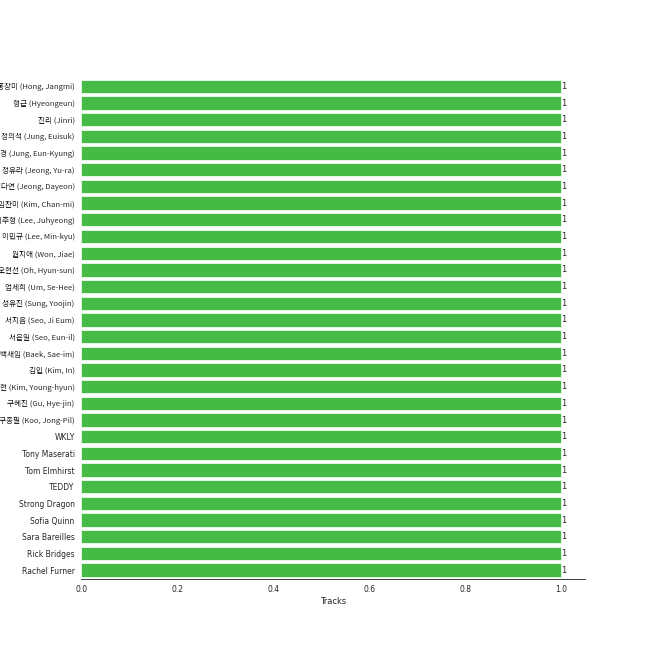 홍장미 (Hong, Jangmi) 1
형근 (Hyeongeun) 1
진리 (Jinri) 1
정의석 (Jung, Euisuk) 1
경 (Jung, Eun-Kyung) 1
정유라 (Jeong, Yu-ra) 1
다연 (Jeong, Dayeon) 1
김찬미 (Kim, Chan-mi) 1
이주형 (Lee, Juhyeong) 1
이민규 (Lee, Min-kyu) 1
원지애 (Won, Jiae) 1
오현선 (Oh, Hyun-sun) 1
엄세희 (Um, Se-Hee) 1
성유진 (Sung, Yoojin) 1
서지음 (Seo, Ji Eum) 1
서은일 (Seo, Eun-il) 1
백새임 (Baek, Sae-im) 1
김인 (Kim, In) 1
현 (Kim, Young-hyun) 1
구혜진 (Gu, Hye-jin) 1
구종필 (Koo, Jong-Pil) 1
WKLY 1
Tony Maserati 1
Tom Elmhirst 1
TEDDY 1
Strong Dragon 1
Sofia Quinn 1
Sara Bareilles 1
Rick Bridges 1
Rachel Furner 1
0.0 0.2 0.4 0.6 0.8 1.0
Tracks